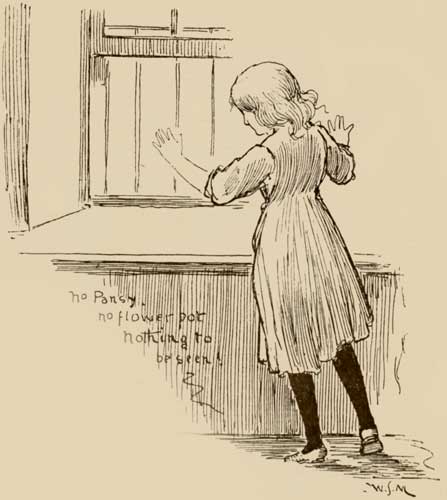 no Pansy,
no flower pot
nothing to
be seen!
W.S.M